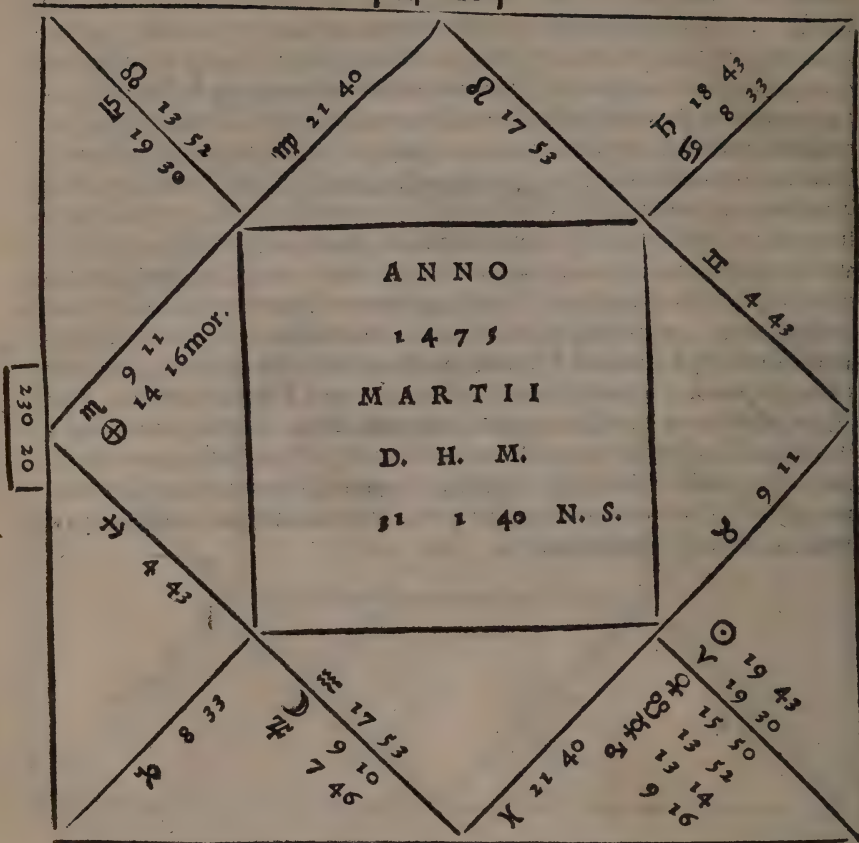 ☊ 13 52
♎ 19 30
♍ 21 40
♌ 17 53
♄ 18 43
♋ 8 33
♊ 4 43
ANNO
1475
MARTII
D. H. M.
31 1 40 N. S.
♏ 9 11
⊗ 14 16 mor.
230 20
♉ 9 11
♐ 4 43
♑ 8 33
♒ 17 53
☽ 9 10
♃ 7 46
♓ 21 40
☉ 19 43
♈ 19 30
15 50
☋ 13 52
13 14
9 16